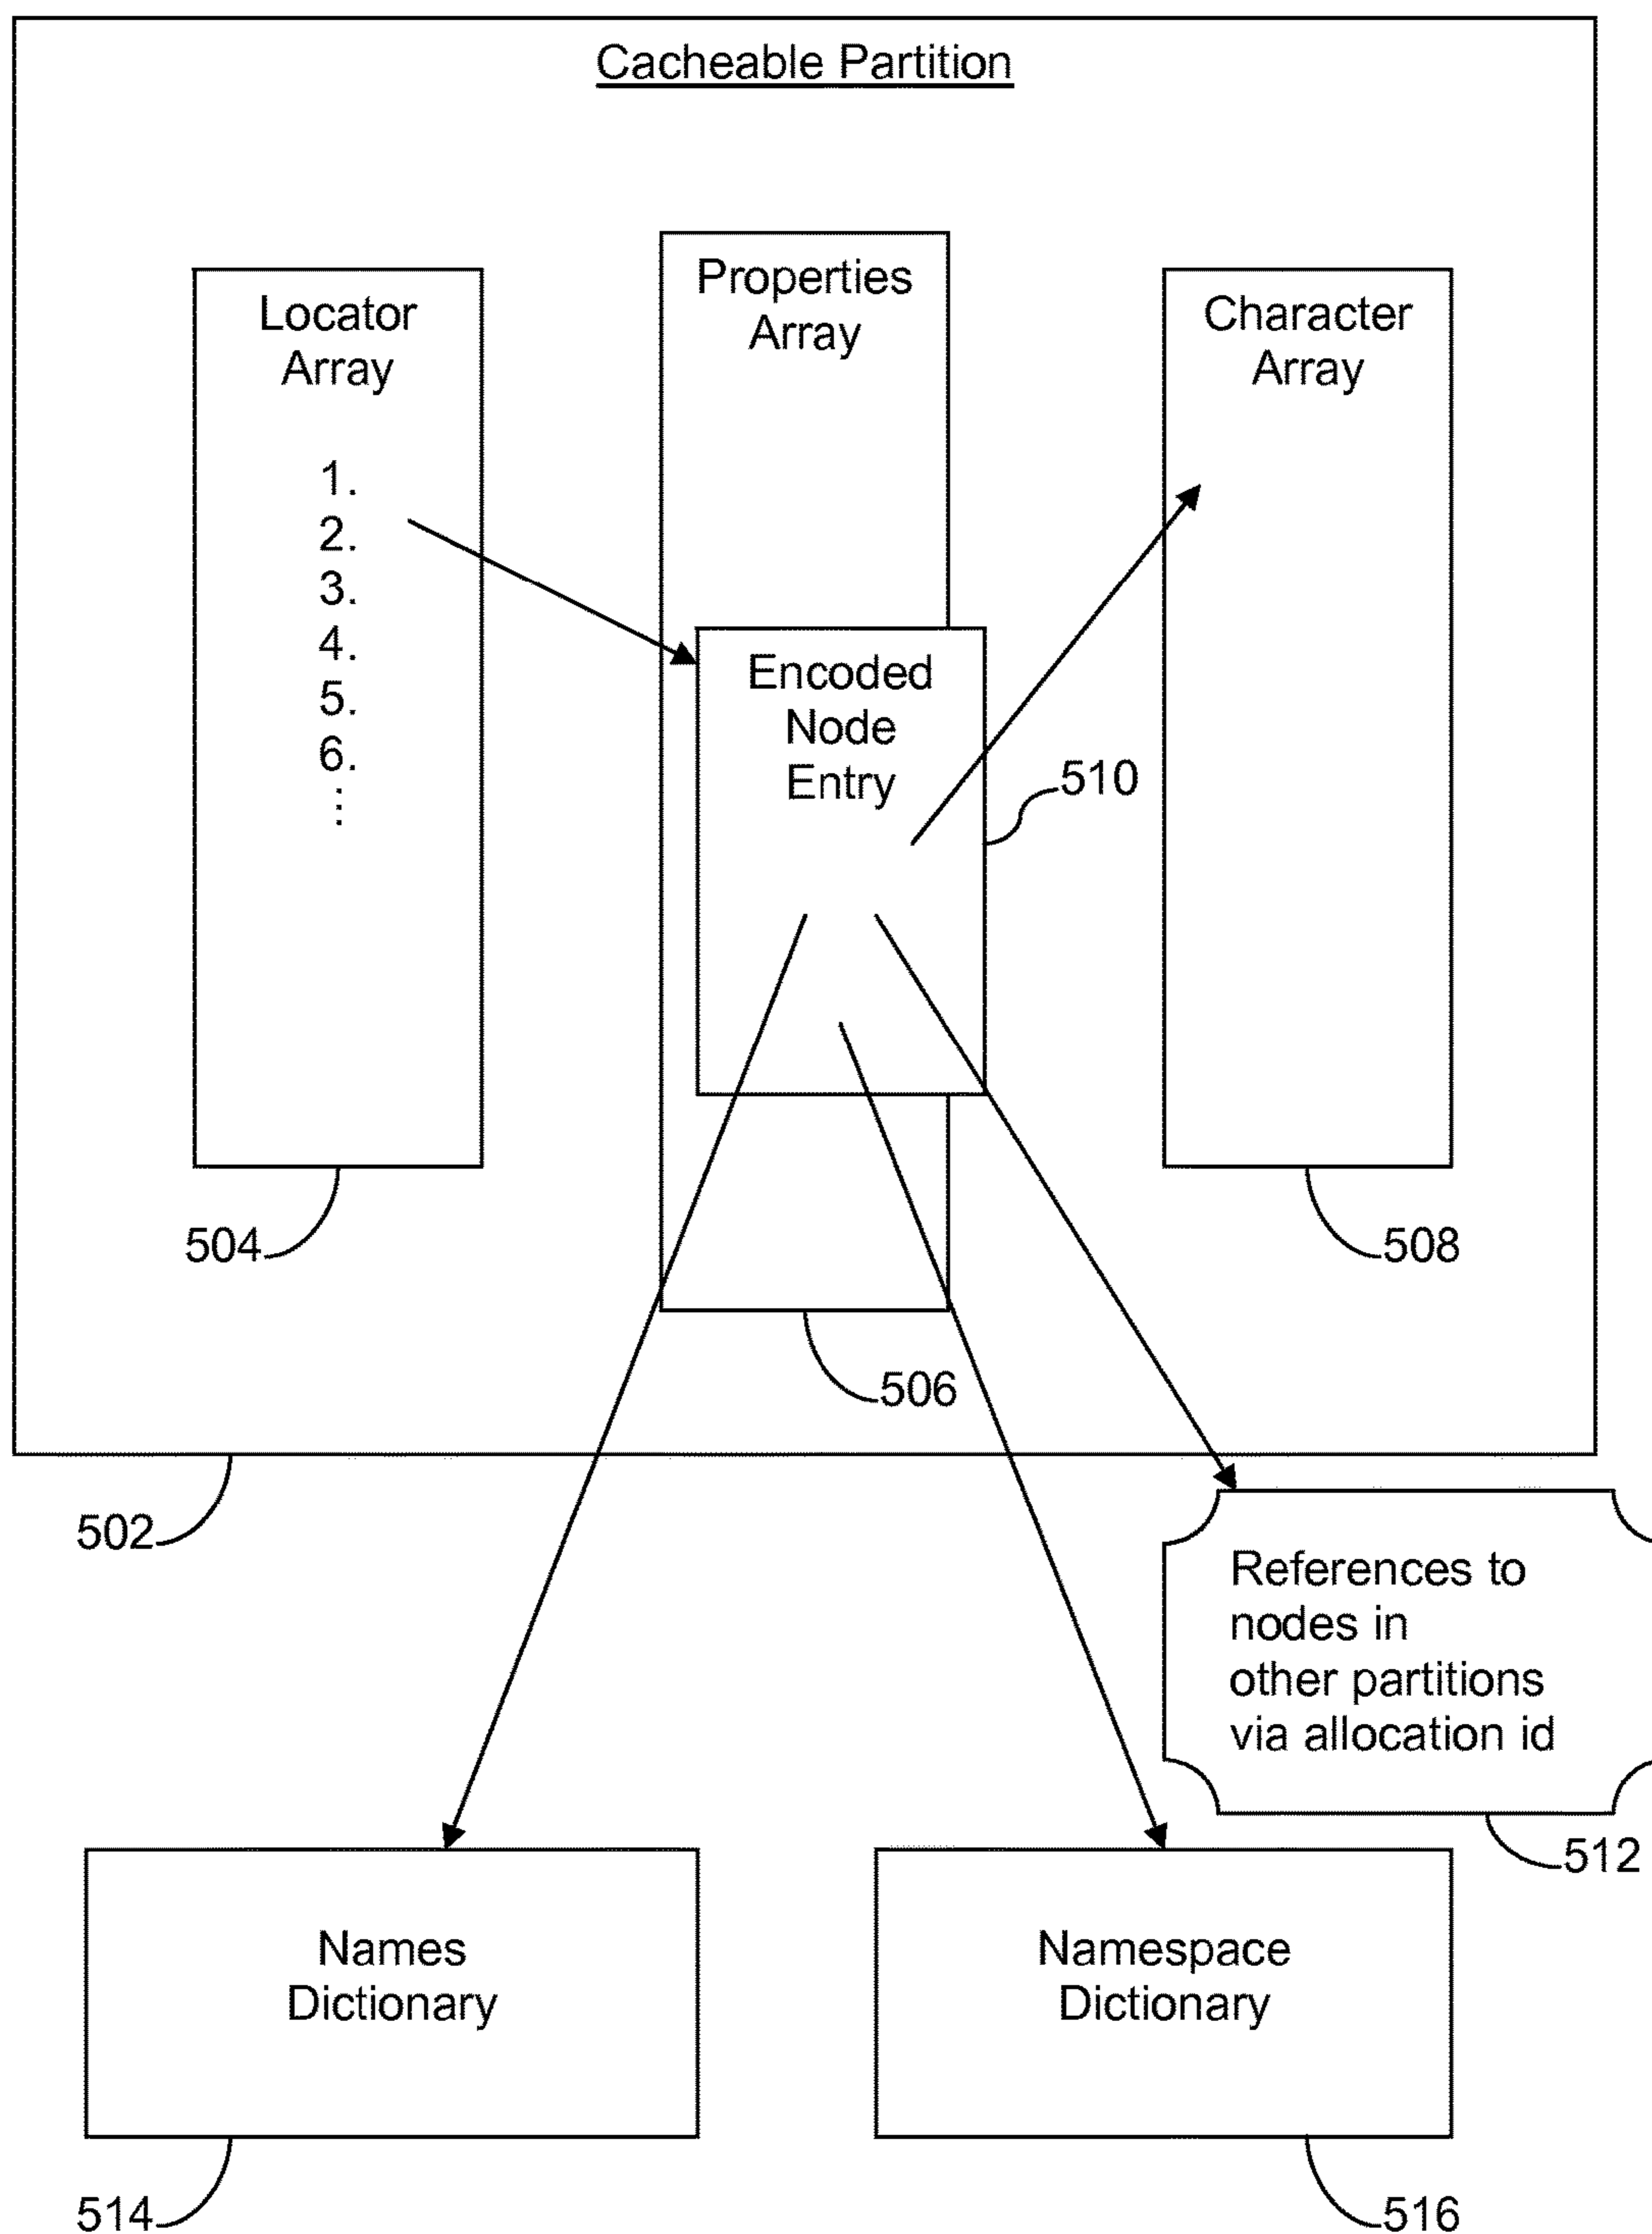 Cacheable Partition
Locator
Array
1.
2.
3.
4.
5.
6.
...
Properties
Array
Encoded
Node
Entry
510
Character
Array
504
506
508
502
References to
nodes in
other partitions
via allocation id
512
Names
Dictionary
514
Namespace
Dictionary
516